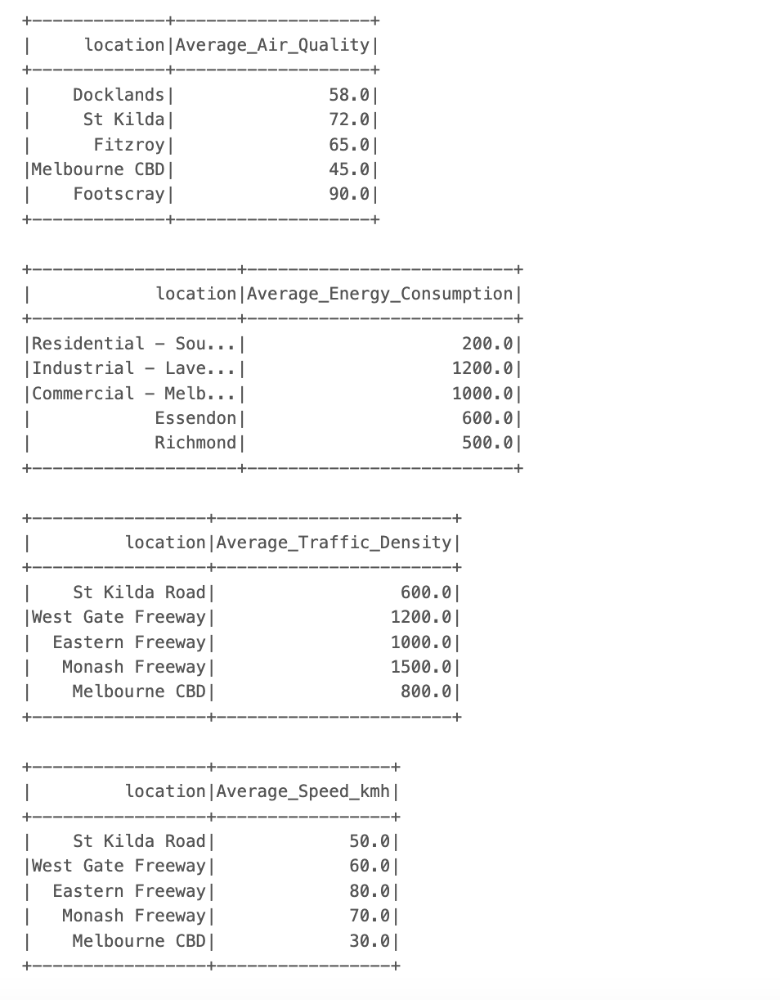 +-------------+-------------------+
|     location|Average_Air_Quality|
+-------------+-------------------+
|    Docklands|               58.0|
|     St Kilda|               72.0|
|      Fitzroy|               65.0|
|Melbourne CBD|               45.0|
|    Footscray|               90.0|
+-------------+-------------------+

+--------------------+--------------------------+
|            location|Average_Energy_Consumption|
+--------------------+--------------------------+
|Residential - Sou...|                     200.0|
|Industrial - Lave...|                    1200.0|
|Commercial - Melb...|                    1000.0|
|            Essendon|                     600.0|
|            Richmond|                     500.0|
+--------------------+--------------------------+

+-----------------+-----------------------+
|         location|Average_Traffic_Density|
+-----------------+-----------------------+
|    St Kilda Road|                  600.0|
|West Gate Freeway|                 1200.0|
|  Eastern Freeway|                 1000.0|
|   Monash Freeway|                 1500.0|
|    Melbourne CBD|                  800.0|
+-----------------+-----------------------+

+-----------------+-----------------+
|         location|Average_Speed_kmh|
+-----------------+-----------------+
|    St Kilda Road|             50.0|
|West Gate Freeway|             60.0|
|  Eastern Freeway|             80.0|
|   Monash Freeway|             70.0|
|    Melbourne CBD|             30.0|
+-----------------+-----------------+